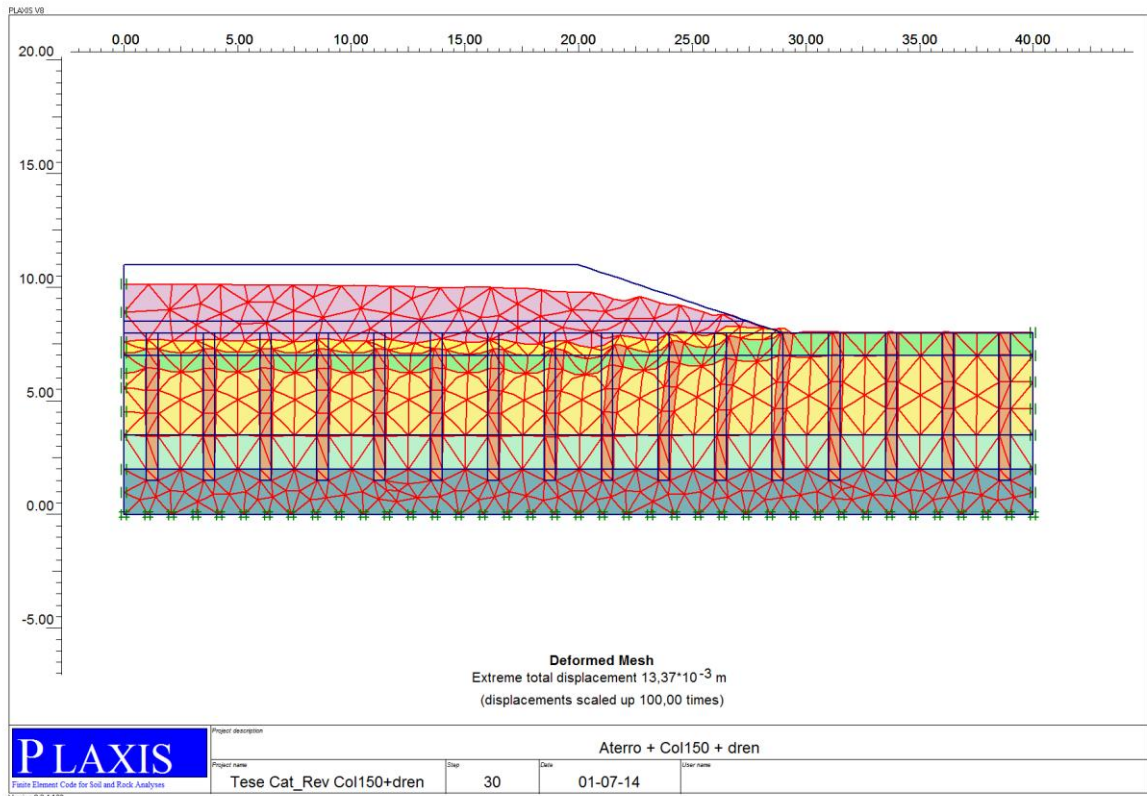 PLAXIS V8
0.00 5.00 10.00 15.00 20.00 25.00 30.00 35.00 40.00
20.00
15.00
10.00
5.00
0.00
-5.00
Deformed Mesh
Extreme total displacement 13,37*10-3 m
(displacements scaled up 100,00 times)
PLAXIS
Finite Element Code for Soil and Rock Analyses
Project description
Aterro + Col150 + dren
Project name
Tese Cat_Rev Col150+dren
Step
30
Date
01-07-14
User name